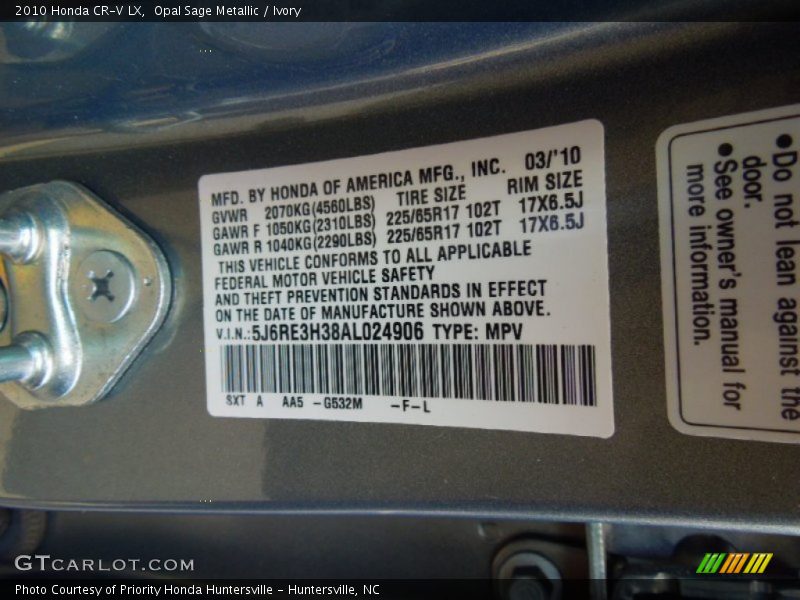 2010 Honda CR-V LX,  Opal Sage Metallic / Ivory
MFD. BY HONDA OF AMERICA MFG., INC. 03/'10
GVWR 2070KG(4560LBS) TIRE SIZE RIM SIZE
GAWR F 1050KG(2310LBS) 225/65R17 102T 17X6.5J
GAWR R 1040KG(2290LBS) 225/65R17 102T 17X6.5J
THIS VEHICLE CONFORMS TO ALL APPLICABLE
FEDERAL MOTOR VEHICLE SAFETY
AND THEFT PREVENTION STANDARDS IN EFFECT
ON THE DATE OF MANUFACTURE SHOWN ABOVE.
V.I.N.:5J6RE3H38AL024906 TYPE: MPV
SXT A AA5 -G532M -F-L
●Do not lean against the
door.
●See owner's manual for
more information.
GTCARLOT.COM
Photo Courtesy of Priority Honda Huntersville - Huntersville, NC